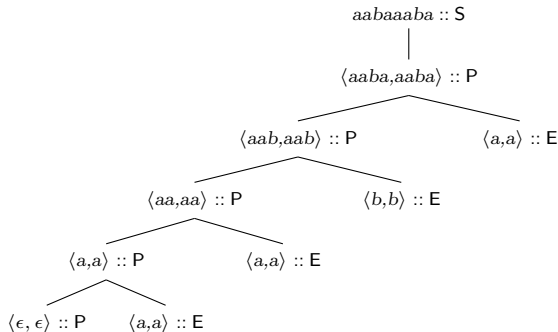 aabaaaba :: S
⟨aaba,aaba⟩ :: P
⟨aab,aab⟩ :: P ⟨a,a⟩ :: E
⟨aa,aa⟩ :: P ⟨b,b⟩ :: E
⟨a,a⟩ :: P ⟨a,a⟩ :: E
⟨ϵ, ϵ⟩ :: P ⟨a,a⟩ :: E